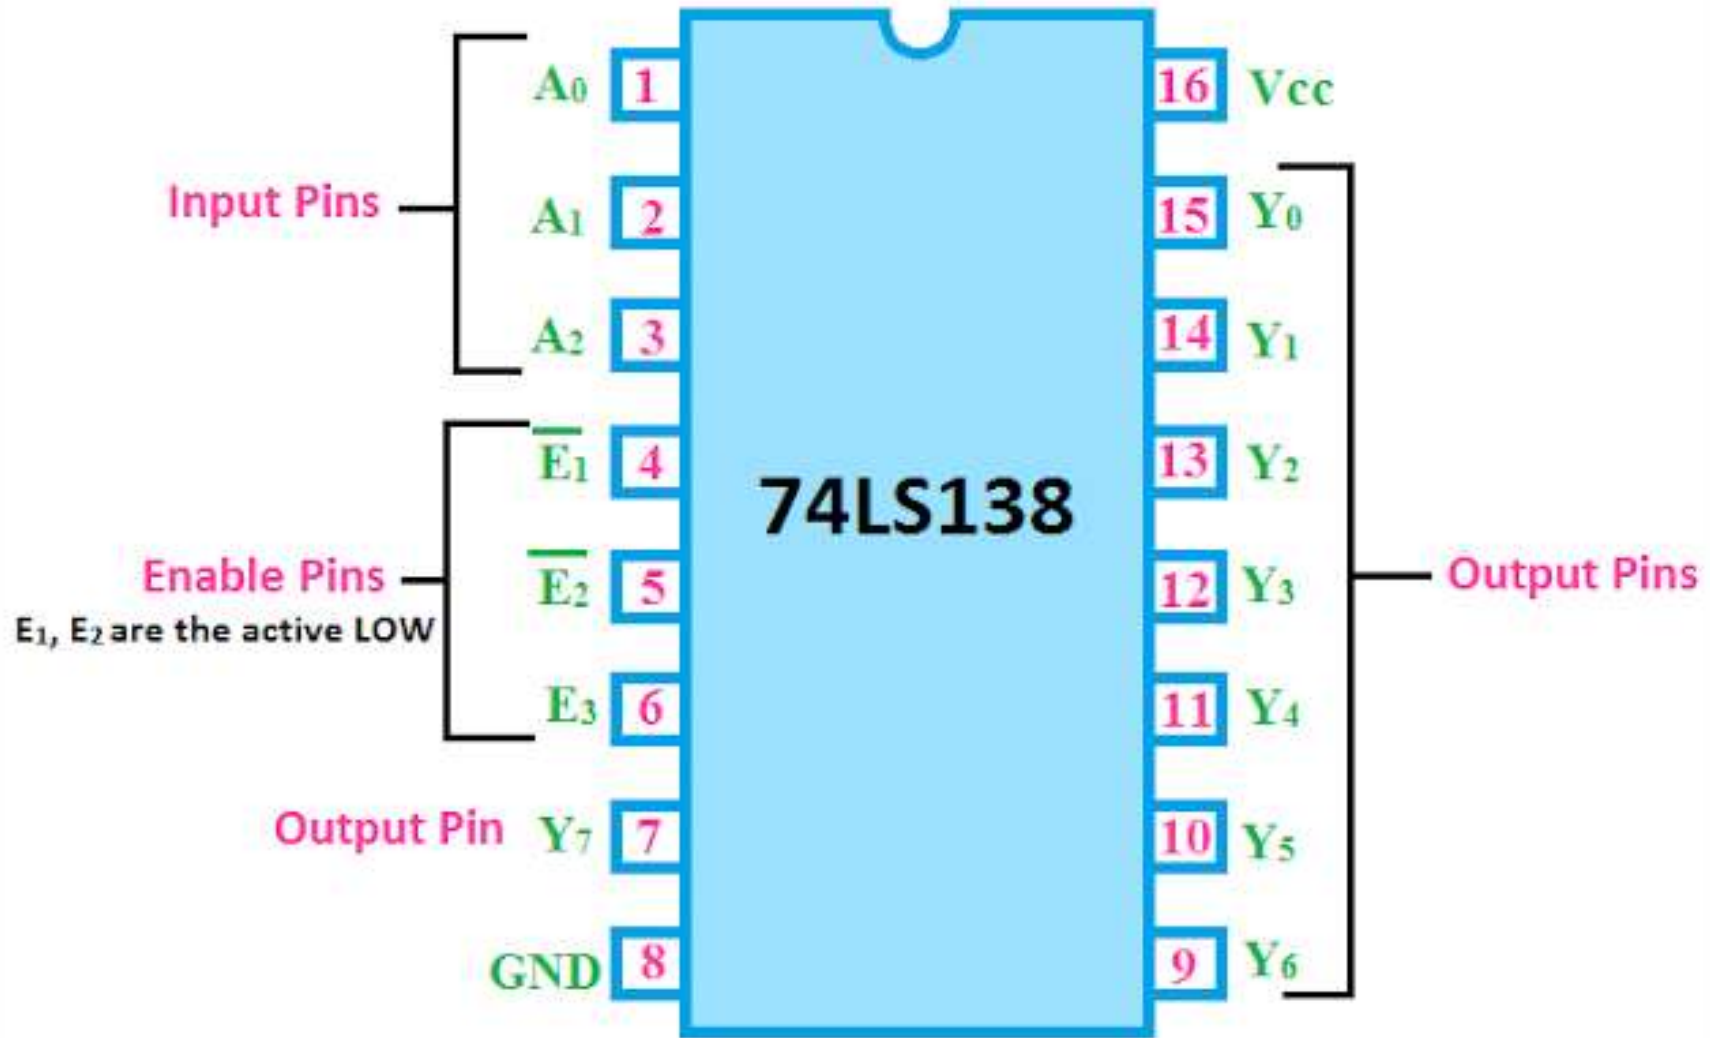 A0 1
Input Pins
A1 2
A2 3
E̅1 4
Enable Pins
E̅2 5
E1, E2 are the active LOW
E3 6
Output Pin Y7 7
GND 8
74LS138
16 Vcc
15 Y0
14 Y1
13 Y2
12 Y3
Output Pins
11 Y4
10 Y5
9 Y6